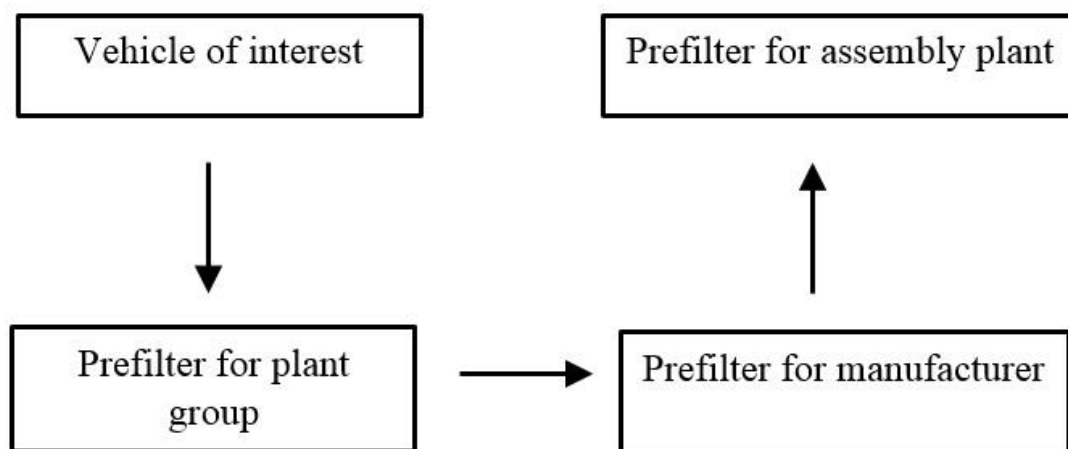 Vehicle of interest
Prefilter for assembly plant
Prefilter for plant
group
Prefilter for manufacturer